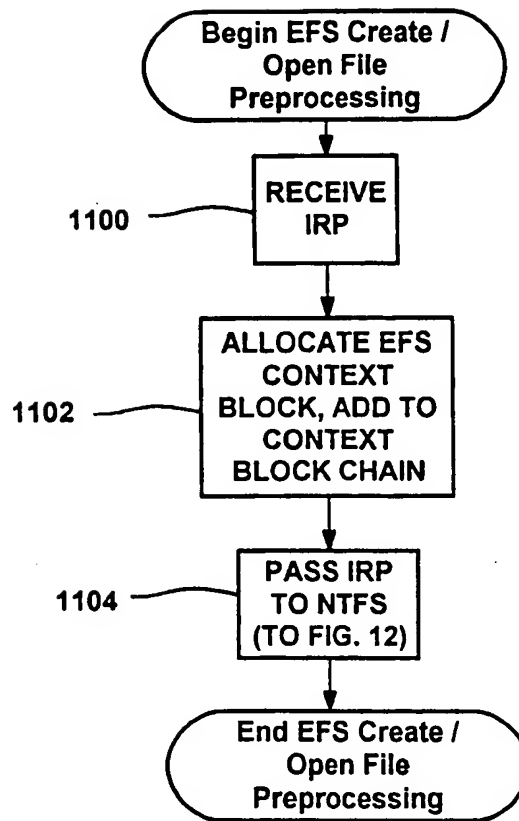 Begin EFS Create /
Open File
Preprocessing
1100
RECEIVE
IRP
1102
ALLOCATE EFS
CONTEXT
BLOCK, ADD TO
CONTEXT
BLOCK CHAIN
1104
PASS IRP
TO NTFS
(TO FIG. 12)
End EFS Create /
Open File
Preprocessing